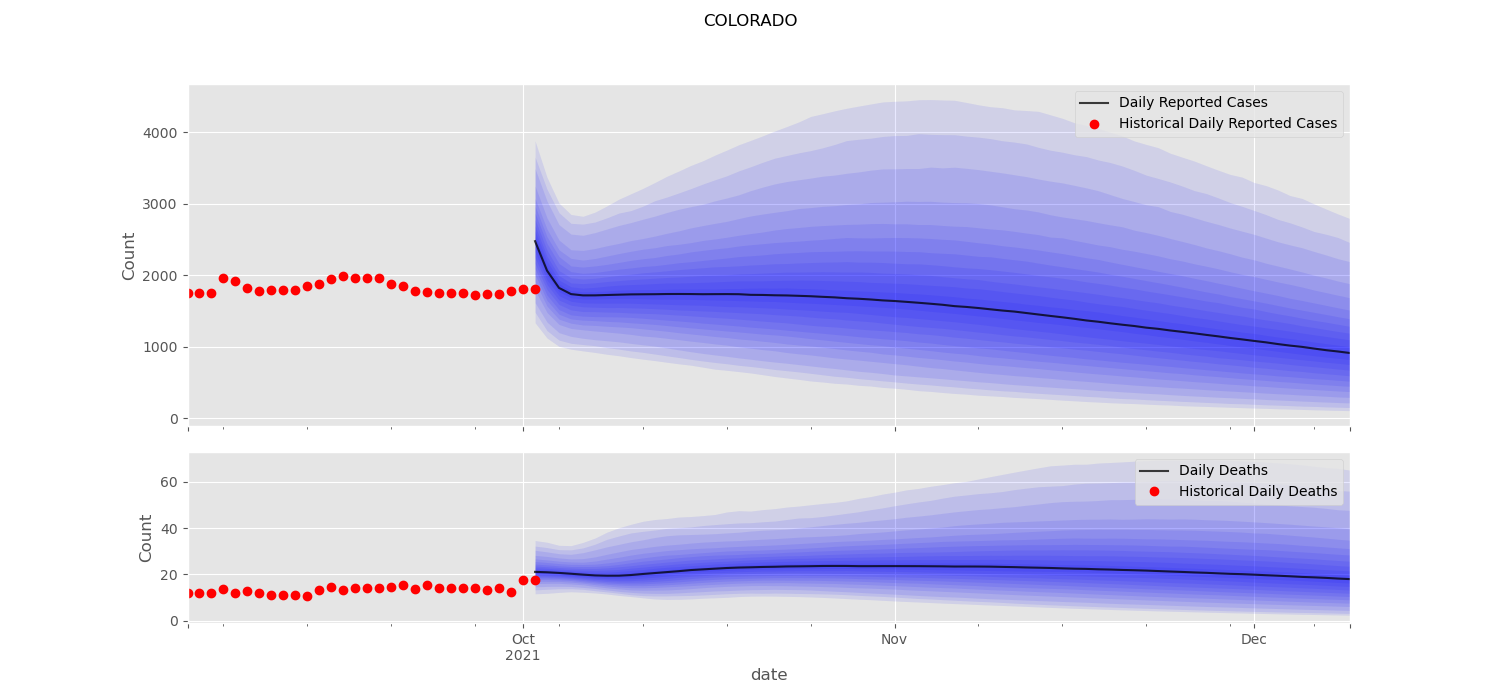 COLORADO
Daily Reported Cases
Historical Daily Reported Cases
4000
3000
2000
1000
0
Count
Daily Deaths
Historical Daily Deaths
60
40
20
0
Count
Oct
2021
Nov
Dec
date